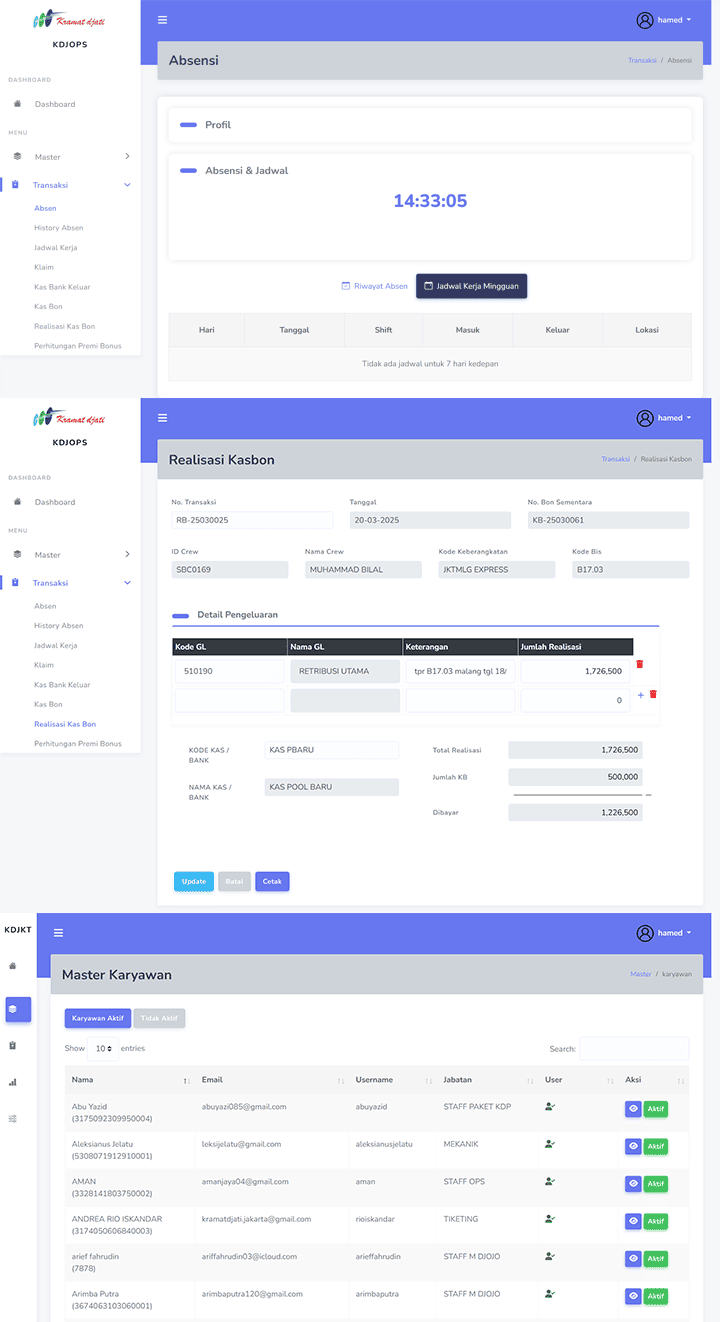 Kramat djati
hamed
KDJOPS
Absensi
Transaksi / Absensi
DASHBOARD
Dashboard
MENU
Master
Transaksi
Absen
History Absen
Jadwal Kerja
Klaim
Kas Bank Keluar
Kas Bon
Realisasi Kas Bon
Perhitungan Premi Bonus
Profil
Absensi & Jadwal
14:33:05
Riwayat Absen
Jadwal Kerja Mingguan
Hari Tanggal Shift Masuk Keluar Lokasi
Tidak ada jadwal untuk 7 hari kedepan
Kramat djati
hamed
KDJOPS
Realisasi Kasbon
Transaksi / Realisasi Kasbon
DASHBOARD
Dashboard
MENU
Master
Transaksi
Absen
History Absen
Jadwal Kerja
Klaim
Kas Bank Keluar
Kas Bon
Realisasi Kas Bon
Perhitungan Premi Bonus
No. Transaksi Tanggal No. Bon Sementara
RB-25030025 20-03-2025 KB-25030061
ID Crew Nama Crew Kode Keberangkatan Kode Bis
SBC0169 MUHAMMAD BILAL JKTMLG EXPRESS B17.03
Detail Pengeluaran
Kode GL Nama GL Keterangan Jumlah Realisasi
510190 RETRIBUSI UTAMA tpr B17.03 malang tgl 18/ 1,726,500
0
KODE KAS /
BANK
KAS PBARU
NAMA KAS /
BANK
KAS POOL BARU
Total Realisasi 1,726,500
Jumlah KB 500,000
Dibayar 1,226,500
Update Batal Cetak
KDJKT
hamed
Master Karyawan
Master / karyawan
Karyawan Aktif Tidak Aktif
Show 10 entries
Search:
Nama Email Username Jabatan User Aksi
Abu Yazid abuyazi085@gmail.com abuyazid STAFF PAKET KDP Aktif
(3175092309950004)
Aleksianus Jelatu leksijelatu@gmail.com aleksianusjelatu MEKANIK Aktif
(5308071912910001)
AMAN amanjaya04@gmail.com aman STAFF OPS Aktif
(3328141803750002)
ANDREA RIO ISKANDAR kramatdjati.jakarta@gmail.com rioiskandar TIKETING Aktif
(3174050606840003)
arief fahrudin ariffahrudin03@icloud.com arieffahrudin STAFF M DJOJO Aktif
(7878)
Arimba Putra arimbaputra120@gmail.com arimbaputra STAFF M DJOJO Aktif
(3674063103060001)